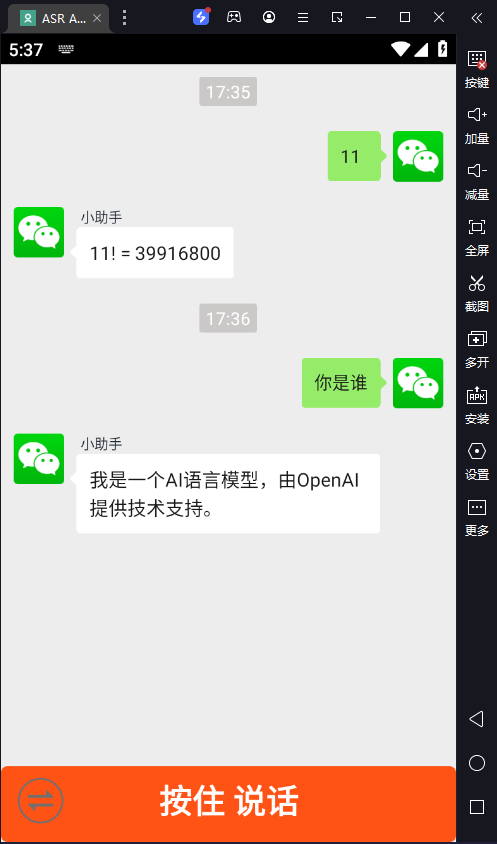 ASR A...
5:37
17:35
11
小助手
11! = 39916800
17:36
你是谁
小助手
我是一个AI语言模型，由OpenAI
提供技术支持。
按住 说话
按键
加量
减量
全屏
截图
多开
APK
安装
设置
更多